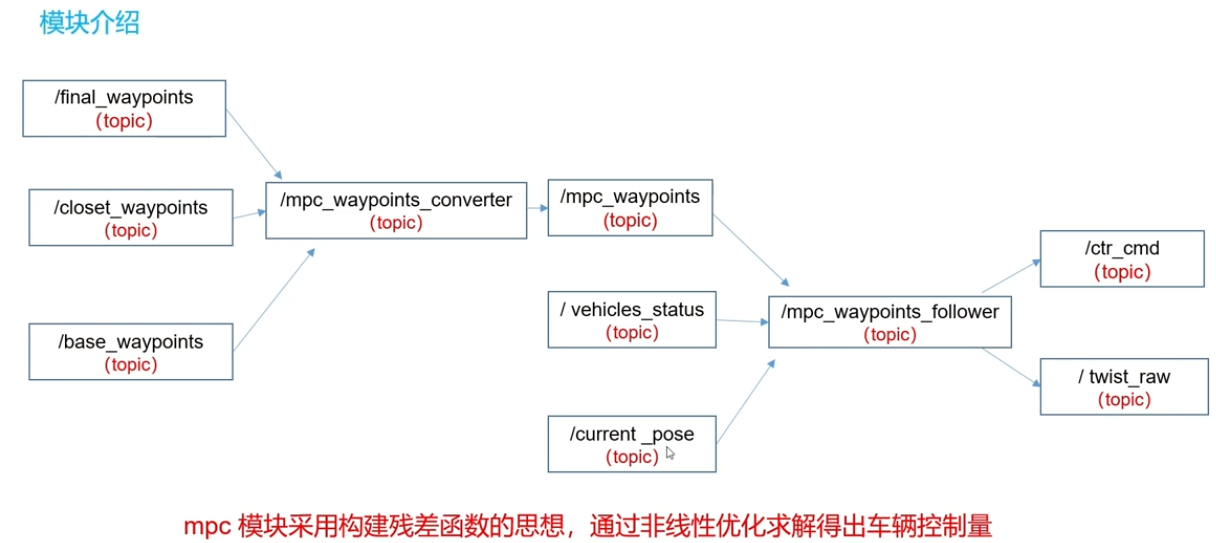 模块介绍
/final_waypoints
(topic)
/closet_waypoints
(topic)
/base_waypoints
(topic)
/mpc_waypoints_converter
(topic)
/mpc_waypoints
(topic)
/ vehicles_status
(topic)
/current _pose
(topic)
/mpc_waypoints_follower
(topic)
/ctr_cmd
(topic)
/ twist_raw
(topic)
mpc 模块采用构建残差函数的思想，通过非线性优化求解得出车辆控制量